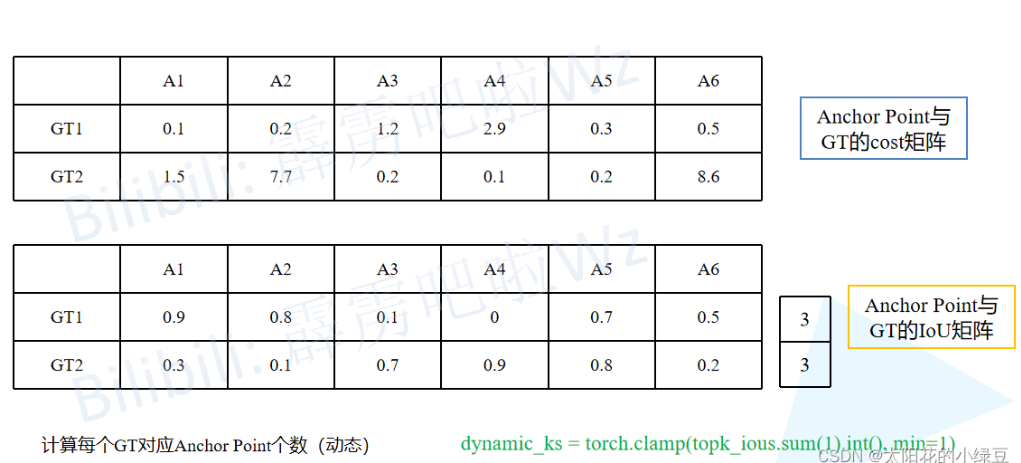 A1 A2 A3 A4 A5 A6
GT1 0.1 0.2 1.2 2.9 0.3 0.5
GT2 1.5 7.7 0.2 0.1 0.2 8.6
Anchor Point与
GT的cost矩阵
Bilibili: 霹雳吧啦Wz
A1 A2 A3 A4 A5 A6
GT1 0.9 0.8 0.1 0 0.7 0.5 3
GT2 0.3 0.1 0.7 0.9 0.8 0.2 3
Anchor Point与
GT的IoU矩阵
Bilibili: 霹雳吧啦Wz
计算每个GT对应Anchor Point个数（动态）
dynamic_ks = torch.clamp(topk_ious.sum(1).int(), min=1)
CSDN @太阳花的小绿豆